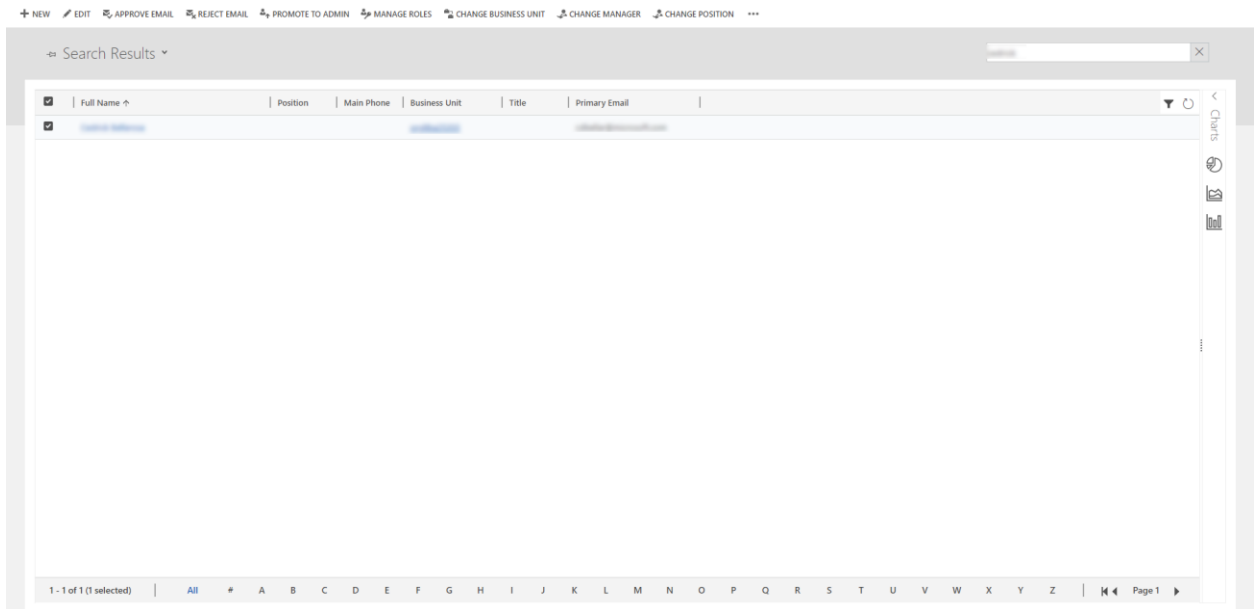 NEW EDIT APPROVE EMAIL REJECT EMAIL PROMOTE TO ADMIN MANAGE ROLES CHANGE BUSINESS UNIT CHANGE MANAGER CHANGE POSITION ...
Search Results
Full Name Position Main Phone Business Unit Title Primary Email
Charts
1 - 1 of 1 (1 selected) All # A B C D E F G H I J K L M N O P Q R S T U V W X Y Z Page 1